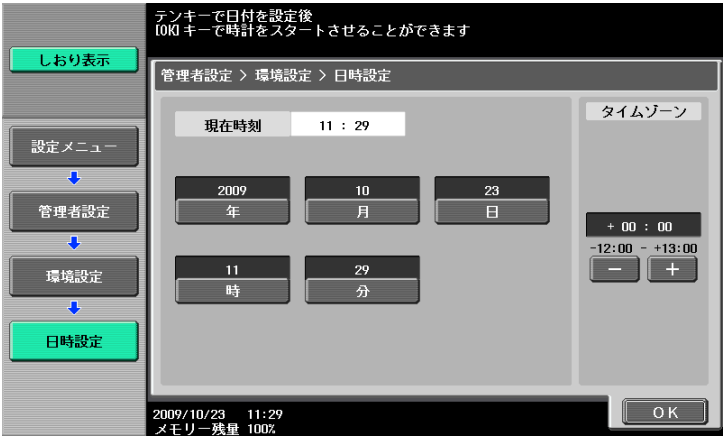 テンキーで日付を設定後
[OK]キーで時計をスタートさせることができます
しおり表示
管理者設定 > 環境設定 > 日時設定
設定メニュー
管理者設定
環境設定
日時設定
現在時刻 11 : 29
2009 10 23
年 月 日
11 29
時 分
タイムゾーン
+ 00 : 00
-12:00 - +13:00
− +
2009/10/23 11:29
メモリー残量 100%
OK